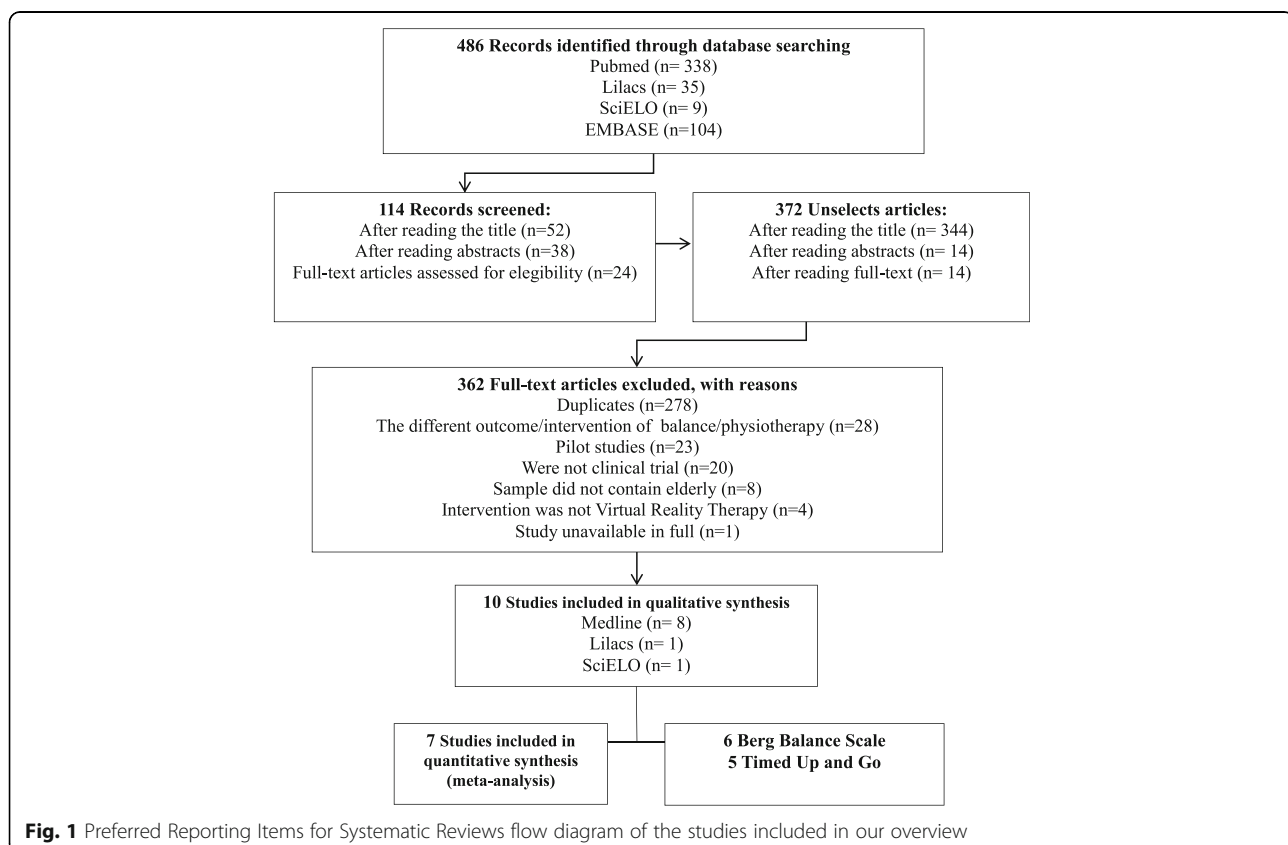 486 Records identified through database searching
Pubmed (n= 338)
Lilacs (n= 35)
SciELO (n= 9)
EMBASE (n=104)
114 Records screened:
After reading the title (n=52)
After reading abstracts (n=38)
Full-text articles assessed for elegibility (n=24)
372 Unselects articles:
After reading the title (n= 344)
After reading abstracts (n= 14)
After reading full-text (n= 14)
362 Full-text articles excluded, with reasons
Duplicates (n=278)
The different outcome/intervention of balance/physiotherapy (n=28)
Pilot studies (n=23)
Were not clinical trial (n=20)
Sample did not contain elderly (n=8)
Intervention was not Virtual Reality Therapy (n=4)
Study unavailable in full (n=1)
10 Studies included in qualitative synthesis
Medline (n= 8)
Lilacs (n= 1)
SciELO (n= 1)
7 Studies included in
quantitative synthesis
(meta-analysis)
6 Berg Balance Scale
5 Timed Up and Go
Fig. 1 Preferred Reporting Items for Systematic Reviews flow diagram of the studies included in our overview